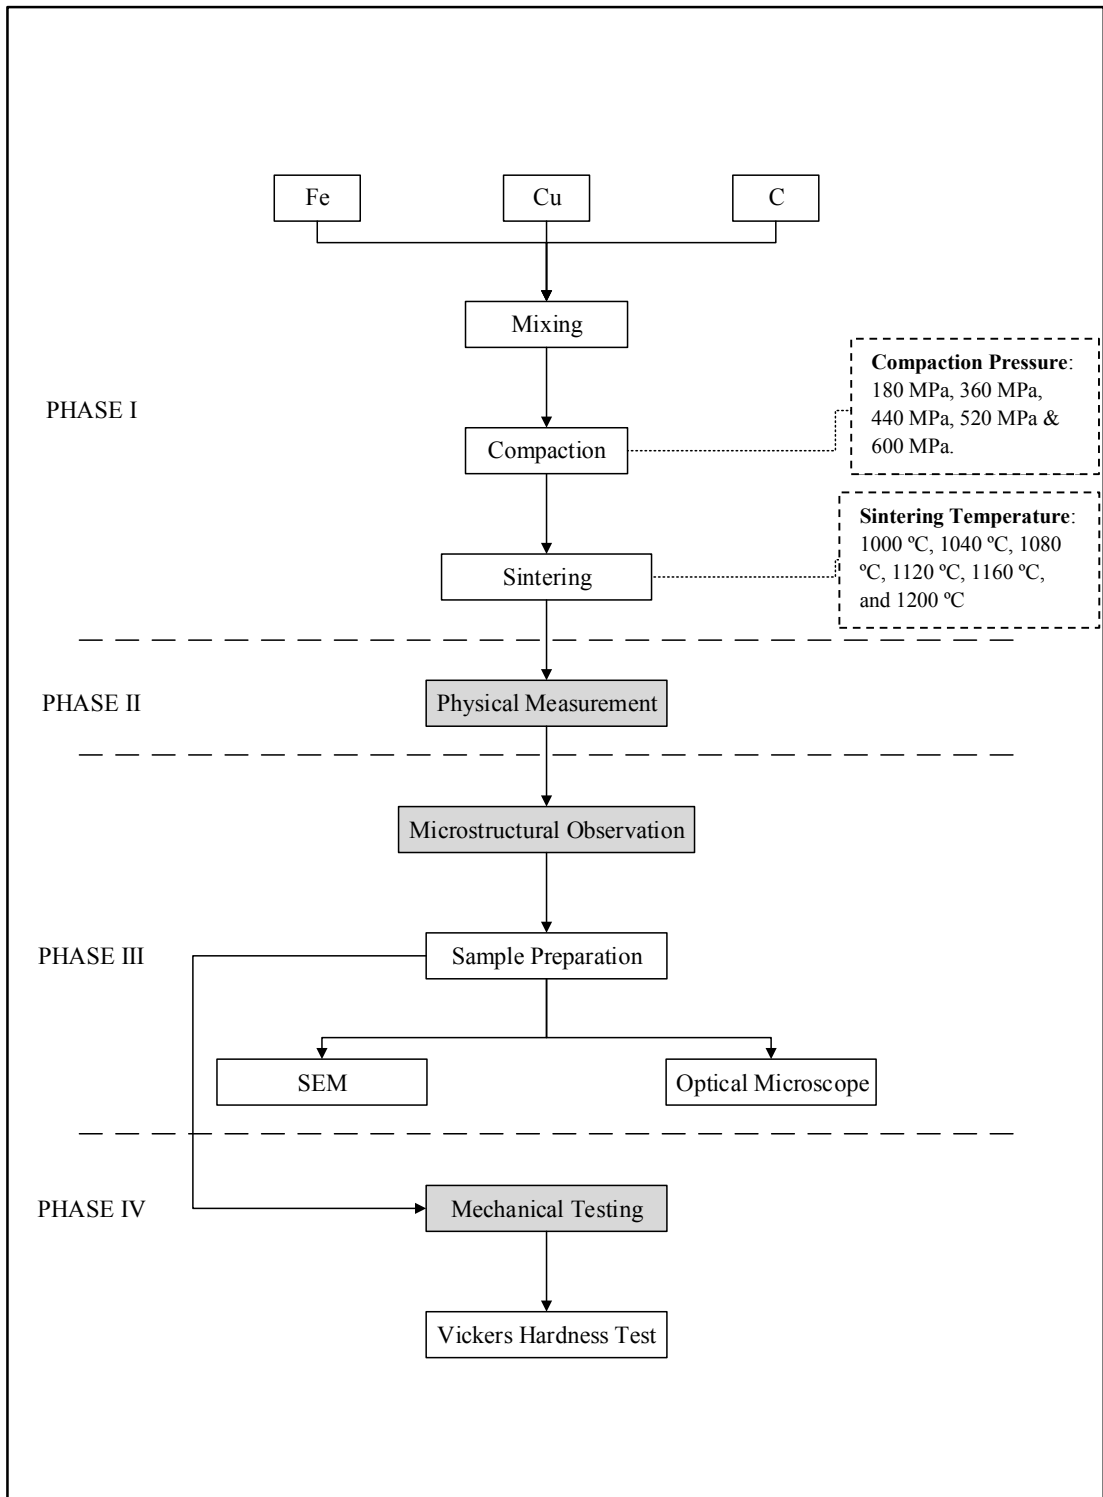 Fe
Cu
C
Mixing
PHASE I
Compaction
Compaction Pressure:
180 MPa, 360 MPa,
440 MPa, 520 MPa &
600 MPa.
Sintering
Sintering Temperature:
1000 ºC, 1040 ºC, 1080
ºC, 1120 ºC, 1160 ºC,
and 1200 ºC
PHASE II
Physical Measurement
Microstructural Observation
PHASE III
Sample Preparation
SEM
Optical Microscope
PHASE IV
Mechanical Testing
Vickers Hardness Test